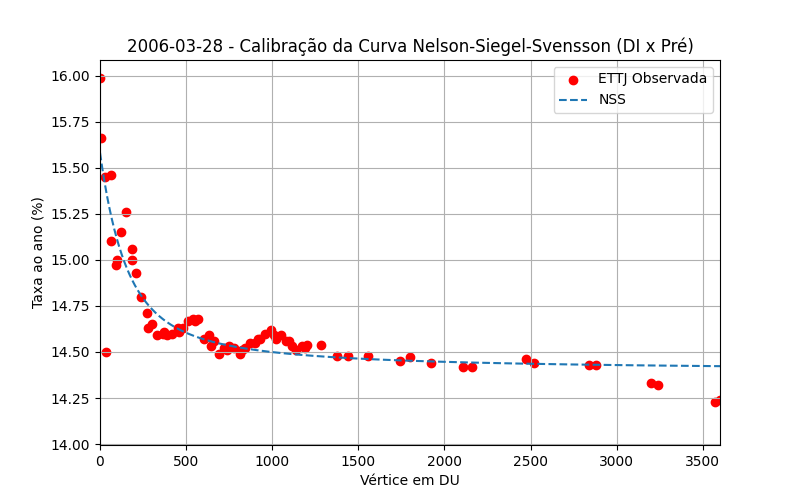 2006-03-28 - Calibração da Curva Nelson-Siegel-Svensson (DI x Pré)
ETTJ Observada
NSS
Taxa ao ano (%)
16.00
15.75
15.50
15.25
15.00
14.75
14.50
14.25
14.00
0 500 1000 1500 2000 2500 3000 3500
Vértice em DU